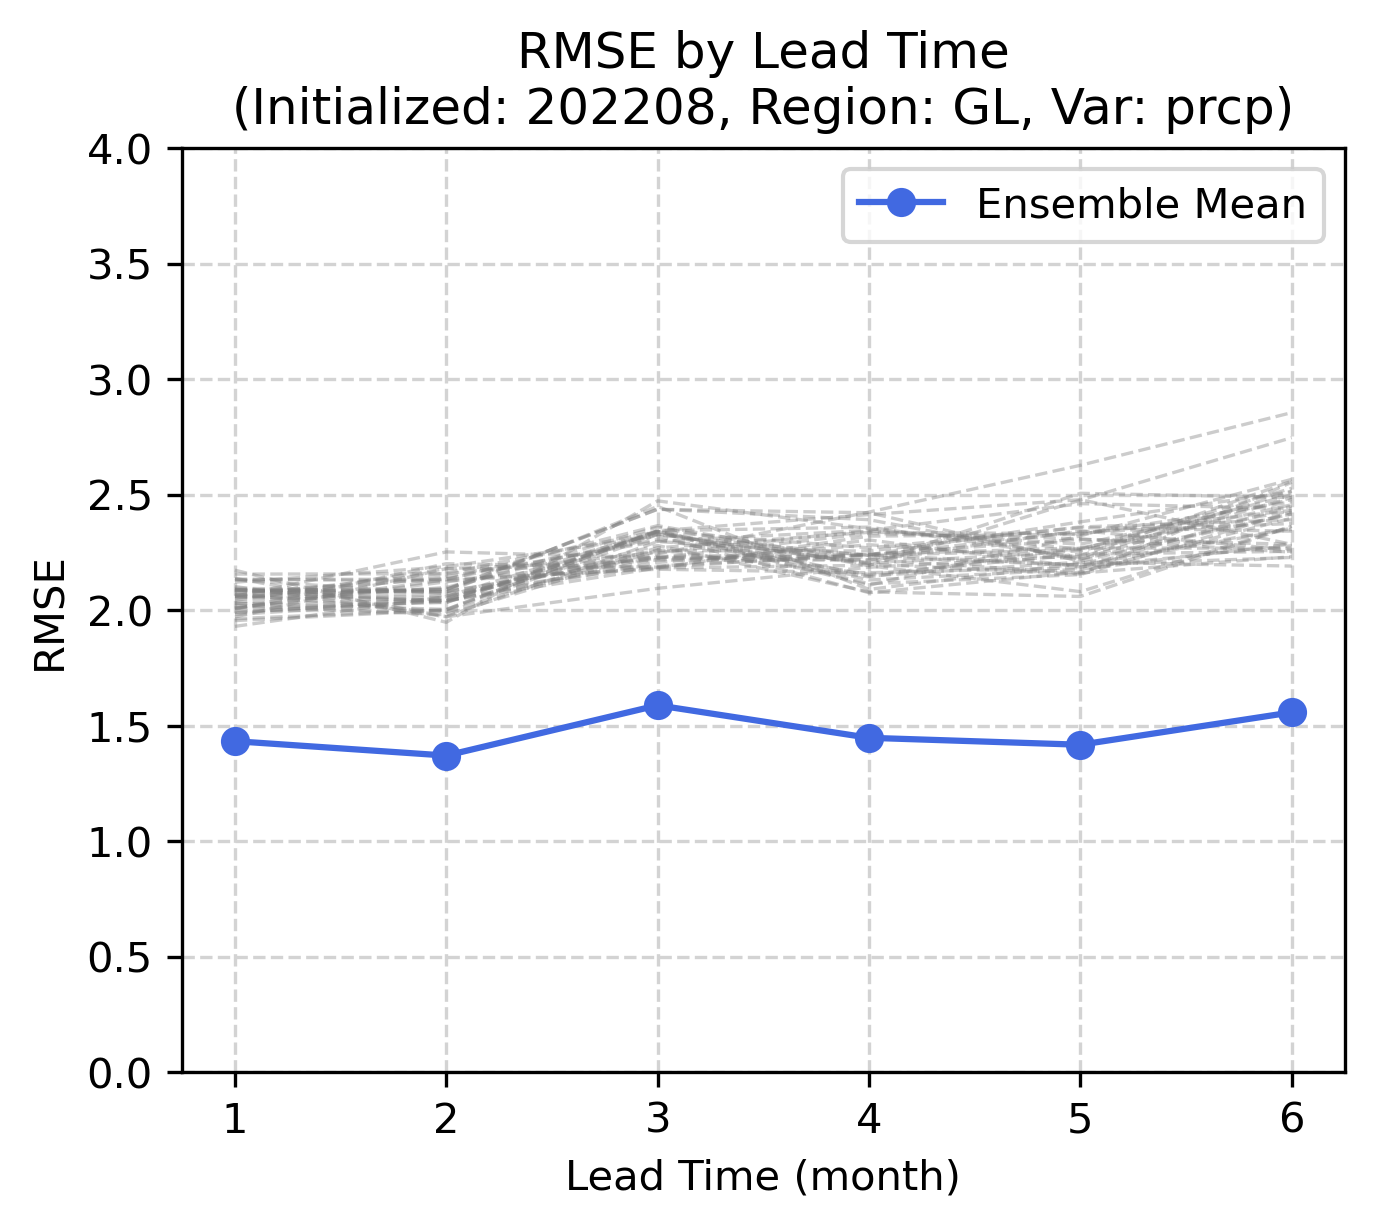 RMSE by Lead Time
(Initialized: 202208, Region: GL, Var: prcp)
4.0
3.5
3.0
2.5
2.0
1.5
1.0
0.5
0.0
RMSE
Ensemble Mean
1 2 3 4 5 6
Lead Time (month)